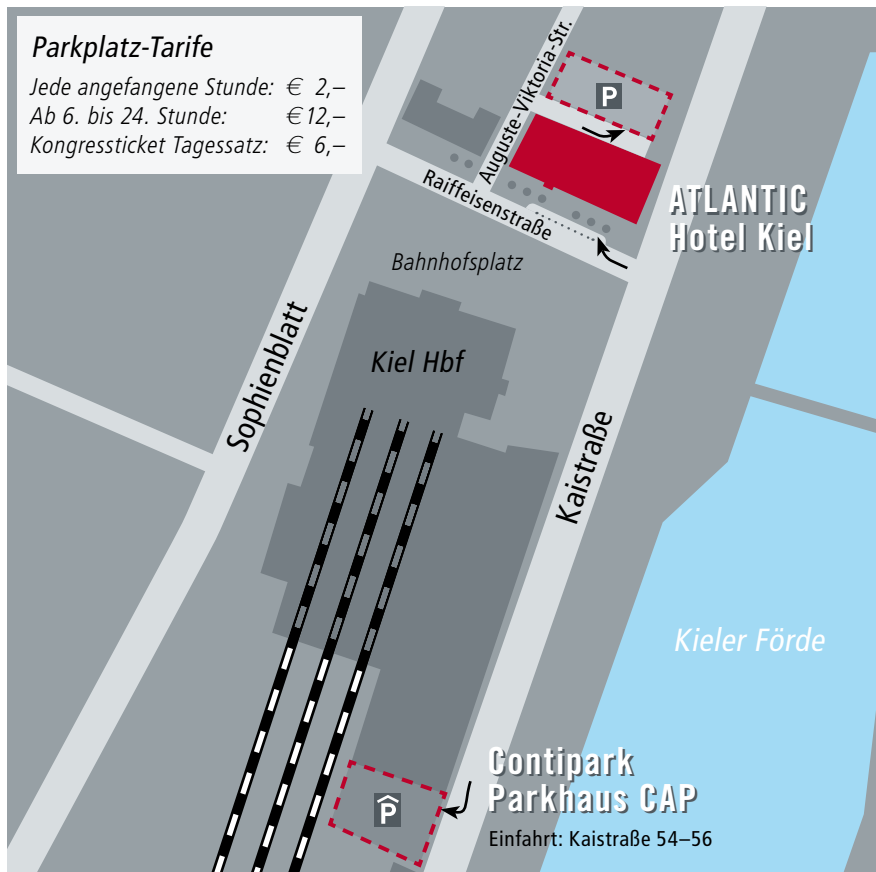 Parkplatz-Tarife
Jede angefangene Stunde: € 2,–
Ab 6. bis 24. Stunde: €12,–
Kongressticket Tagessatz: € 6,–
Auguste-Viktoria-Str.
P
Raiffeisenstraße
ATLANTIC
Hotel Kiel
Bahnhofsplatz
Sophienblatt
Kiel Hbf
Kaistraße
Kieler Förde
Contipark
Parkhaus CAP
P
Einfahrt: Kaistraße 54–56